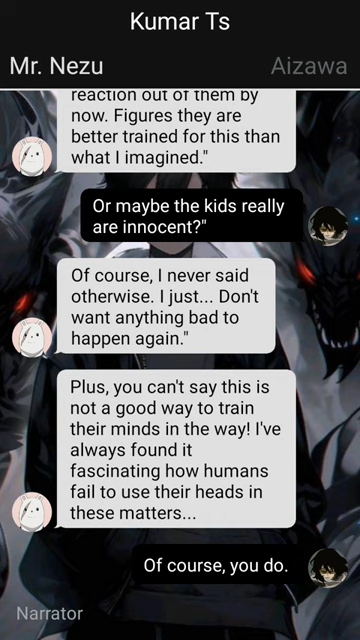 Kumar Ts
Mr. Nezu
Aizawa
reaction out of them by
now. Figures they are
better trained for this than
what I imagined."
Or maybe the kids really
are innocent?"
Of course, I never said
otherwise. I just... Don't
want anything bad to
happen again."
Plus, you can't say this is
not a good way to train
their minds in the way! I've
always found it
fascinating how humans
fail to use their heads in
these matters...
Of course, you do.
Narrator